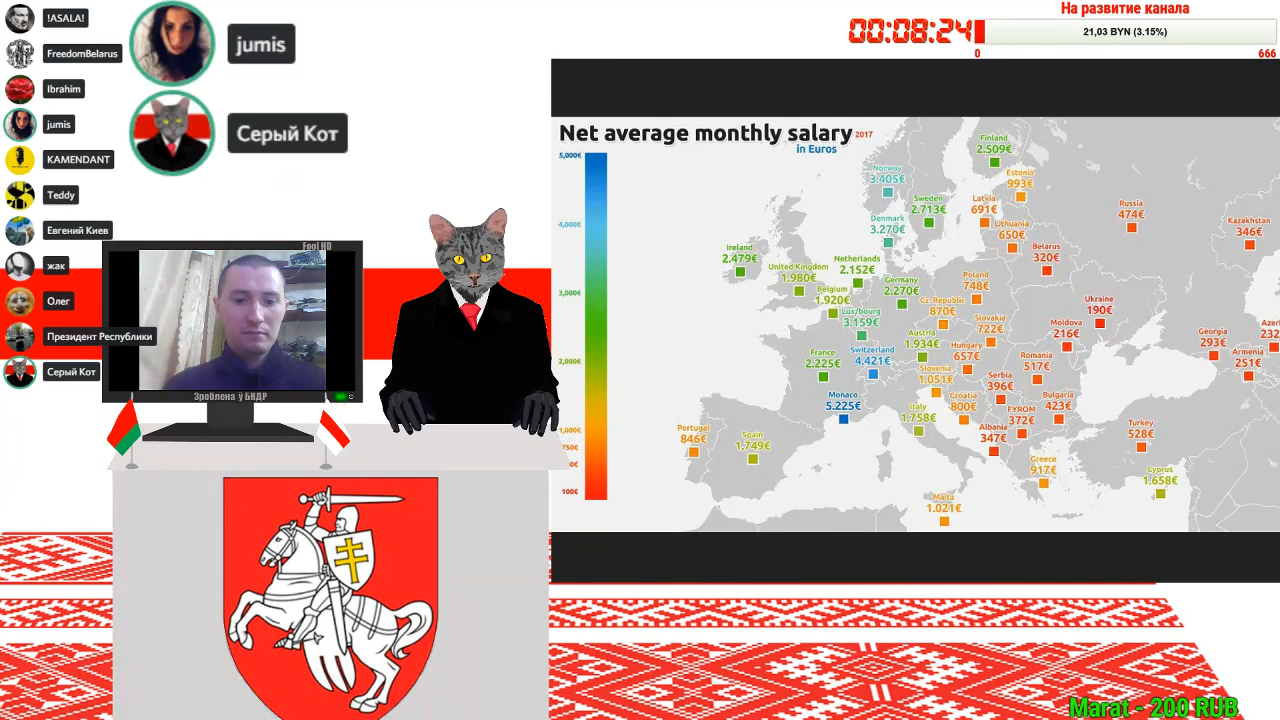 !ASALA!
FreedomBelarus
Ibrahim
jumis
KAMENDANT
Teddy
Евгений Киев
жак
Олег
Президент Республики
Серый Кот
jumis
Серый Кот
На развитие канала
00:08:24
21,03 BYN (3.15%)
0
666
Fool HD
Зроблена ў БНДР
Net average monthly salary 2017
in Euros
5,000€
4,000€
3,000€
2,000€
1,000€
750€
100€
Finland
2.509€
Norway
3.405€
Estonia
993€
Sweden
2.713€
Latvia
691€
Russia
474€
Denmark
3.270€
Lithuania
650€
Kazakhstan
346€
Ireland
2.479€
Belarus
320€
United Kingdom
1.980€
Netherlands
2.152€
Belgium
1.920€
Germany
2.270€
Poland
748€
Cz. Republic
870€
Ukraine
190€
Lux/bourg
3.159€
Slovakia
722€
Moldova
216€
Austria
1.934€
Georgia
293€
Azer
232
France
2.225€
Switzerland
4.421€
Hungary
657€
Romania
517€
Armenia
251€
Slovenia
1.051€
Serbia
396€
Monaco
5.225€
Croatia
800€
Bulgaria
423€
Italy
1.758€
FYROM
372€
Portugal
846€
Spain
1.749€
Albania
347€
Turkey
528€
Greece
917€
Cyprus
1.658€
Malta
1.021€
Marat - 200 RUB